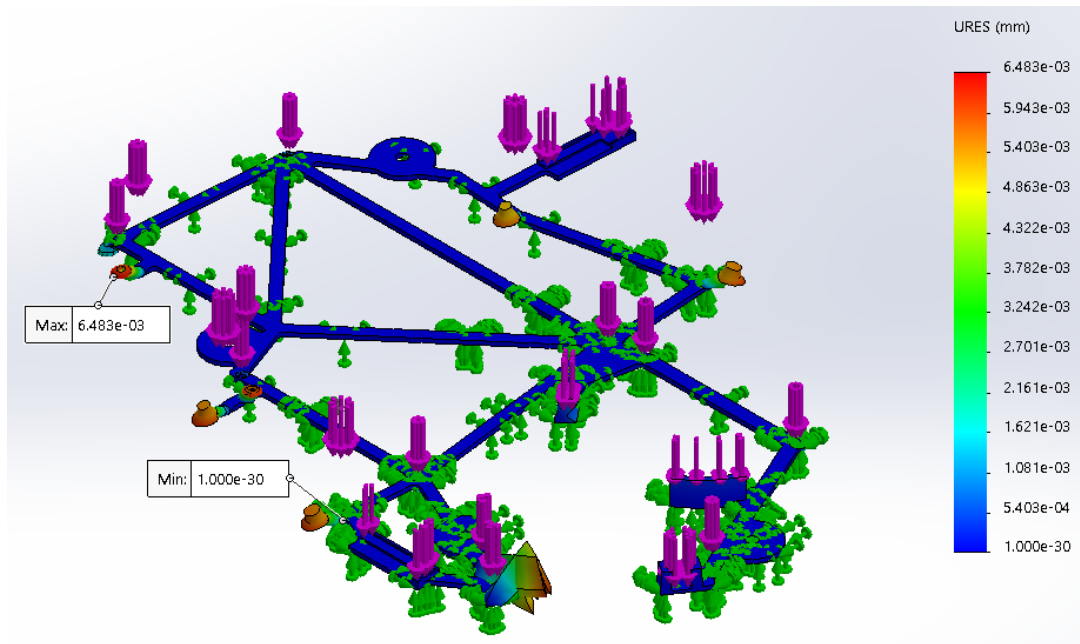 URES (mm)
6.483e-03
5.943e-03
5.403e-03
4.863e-03
4.322e-03
3.782e-03
3.242e-03
2.701e-03
2.161e-03
1.621e-03
1.081e-03
5.403e-04
1.000e-30
Max: 6.483e-03
Min: 1.000e-30